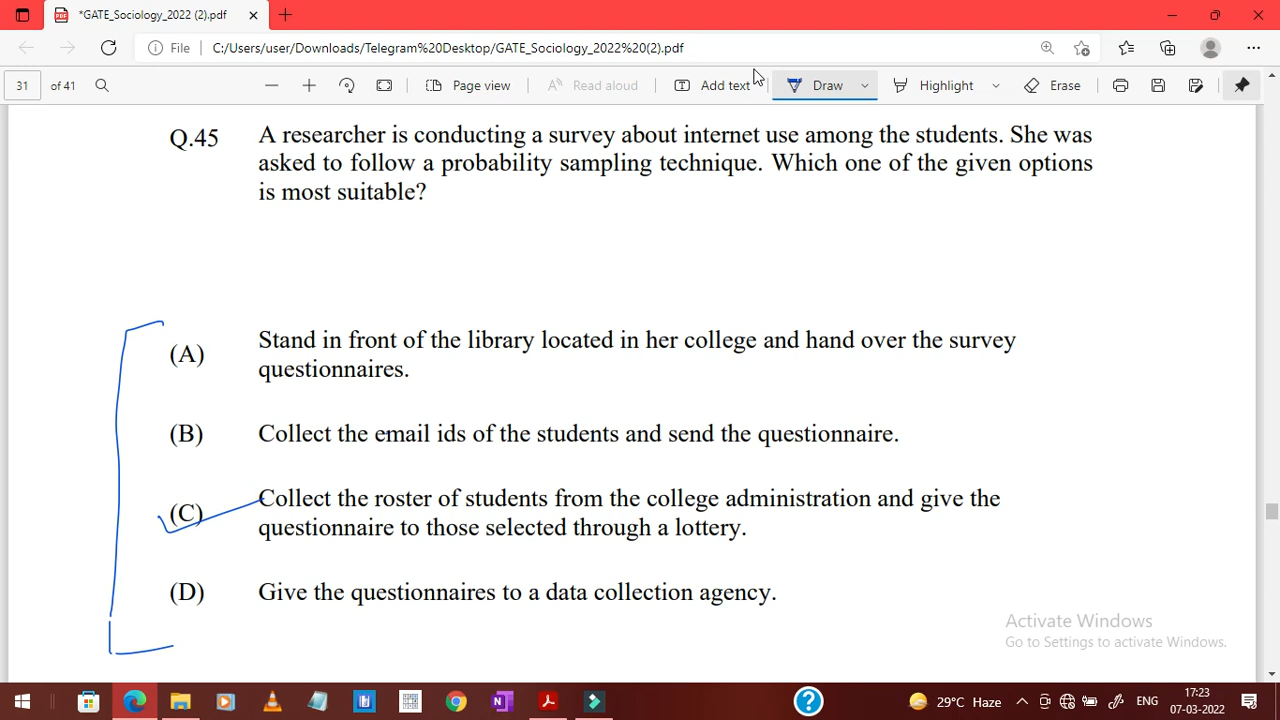 *GATE_Sociology_2022 (2).pdf
File C:/Users/user/Downloads/Telegram%20Desktop/GATE_Sociology_2022%20(2).pdf
31 of 41 Page view Read aloud Add text Draw Highlight Erase
Q.45 A researcher is conducting a survey about internet use among the students. She was
asked to follow a probability sampling technique. Which one of the given options
is most suitable?
(A) Stand in front of the library located in her college and hand over the survey
questionnaires.
(B) Collect the email ids of the students and send the questionnaire.
(C) Collect the roster of students from the college administration and give the
questionnaire to those selected through a lottery.
(D) Give the questionnaires to a data collection agency.
Activate Windows
Go to Settings to activate Windows.
29°C Haze ENG 17:23
07-03-2022